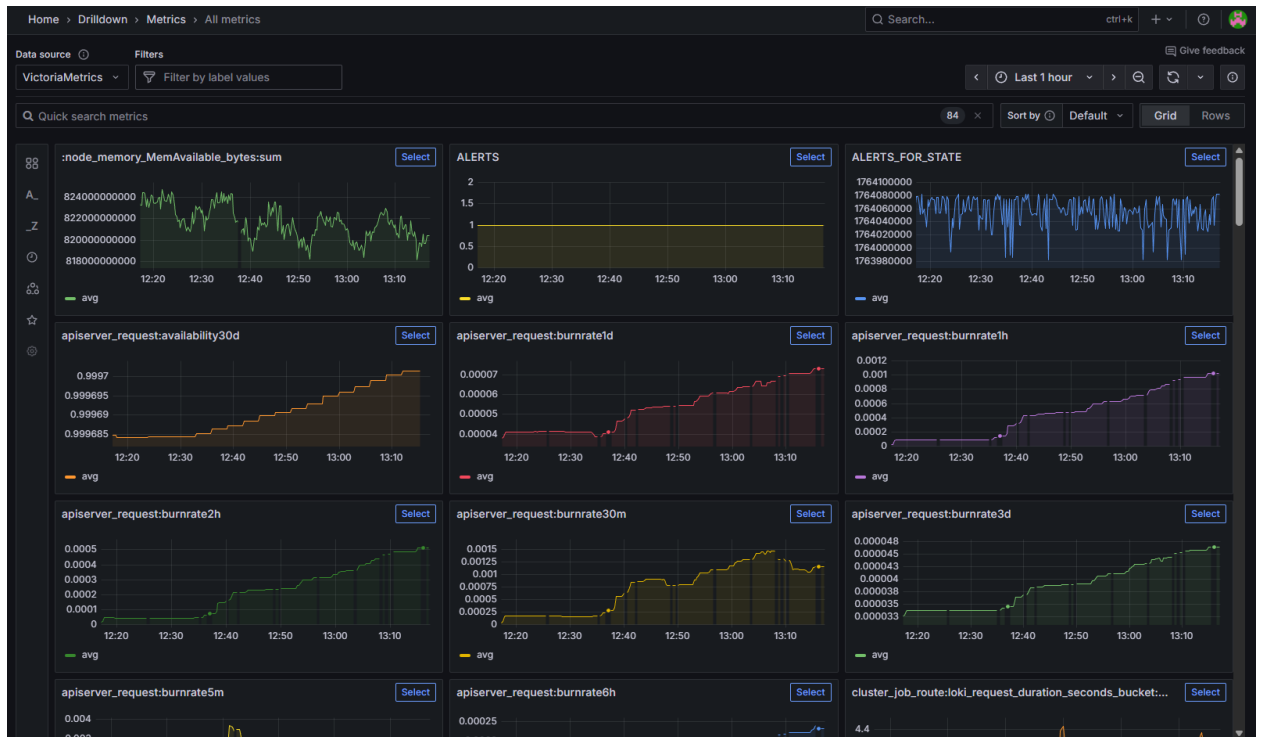 Home › Drilldown › Metrics › All metrics
Search... ctrl+k
Data source Filters Give feedback
VictoriaMetrics Filter by label values Last 1 hour
Quick search metrics 84 Sort by Default Grid Rows
:node_memory_MemAvailable_bytes:sum Select
824000000000
822000000000
820000000000
818000000000
12:20 12:30 12:40 12:50 13:00 13:10
avg
ALERTS Select
2
1.5
1
0.5
0
12:20 12:30 12:40 12:50 13:00 13:10
avg
ALERTS_FOR_STATE Select
1764100000
1764080000
1764060000
1764040000
1764020000
1764000000
1763980000
12:20 12:30 12:40 12:50 13:00 13:10
avg
A_
_Z
apiserver_request:availability30d Select
0.9997
0.999695
0.99969
0.999685
12:20 12:30 12:40 12:50 13:00 13:10
avg
apiserver_request:burnrate1d Select
0.00007
0.00006
0.00005
0.00004
12:20 12:30 12:40 12:50 13:00 13:10
avg
apiserver_request:burnrate1h Select
0.0012
0.001
0.0008
0.0006
0.0004
0.0002
0
12:20 12:30 12:40 12:50 13:00 13:10
avg
apiserver_request:burnrate2h Select
0.0005
0.0004
0.0003
0.0002
0.0001
0
12:20 12:30 12:40 12:50 13:00 13:10
avg
apiserver_request:burnrate30m Select
0.0015
0.00125
0.001
0.00075
0.0005
0.00025
0
12:20 12:30 12:40 12:50 13:00 13:10
avg
apiserver_request:burnrate3d Select
0.000048
0.000045
0.000043
0.00004
0.000038
0.000035
0.000033
12:20 12:30 12:40 12:50 13:00 13:10
avg
apiserver_request:burnrate5m Select
0.004
apiserver_request:burnrate6h Select
0.00025
cluster_job_route:loki_request_duration_seconds_bucket:... Select
4.4